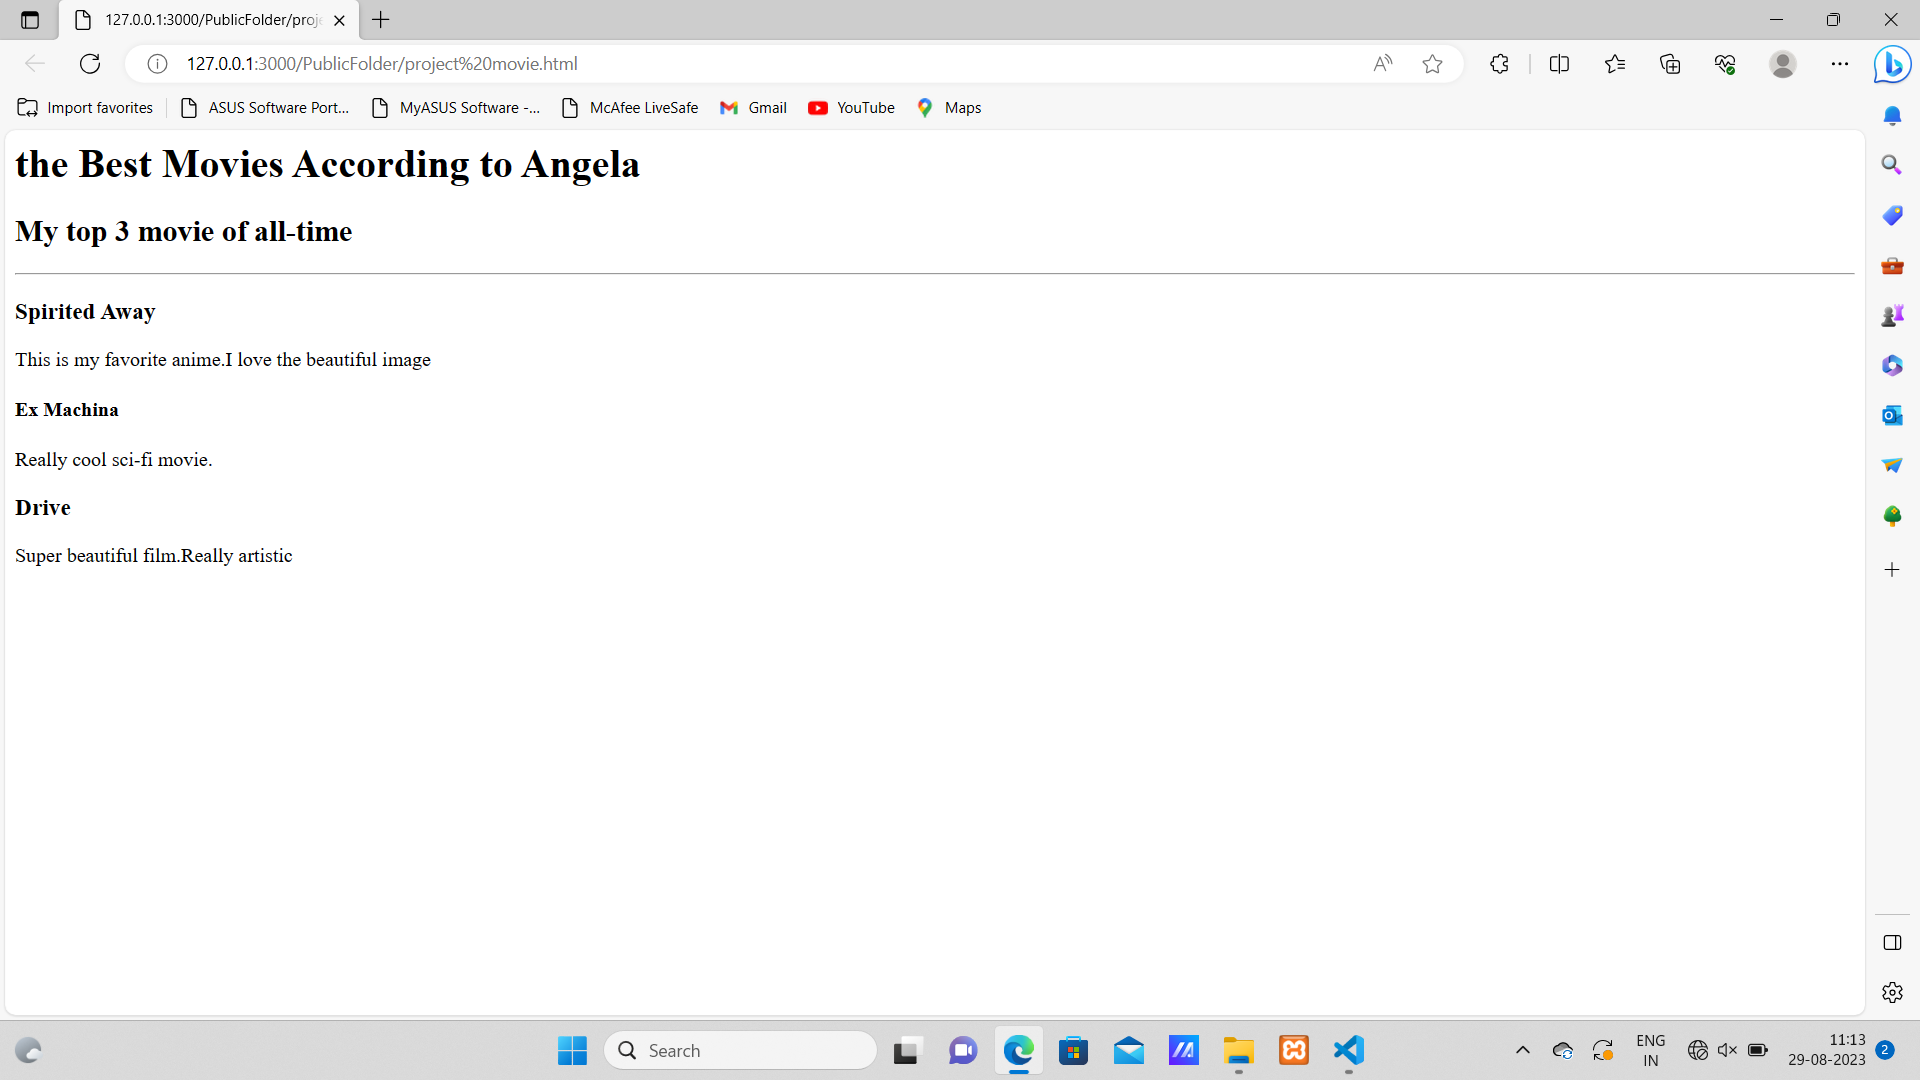 127.0.0.1:3000/PublicFolder/proje
127.0.0.1:3000/PublicFolder/project%20movie.html
Import favorites
ASUS Software Port...
MyASUS Software -...
McAfee LiveSafe
Gmail
YouTube
Maps
the Best Movies According to Angela
My top 3 movie of all-time
Spirited Away
This is my favorite anime.I love the beautiful image
Ex Machina
Really cool sci-fi movie.
Drive
Super beautiful film.Really artistic
Search
ENG
IN
11:13
29-08-2023
2